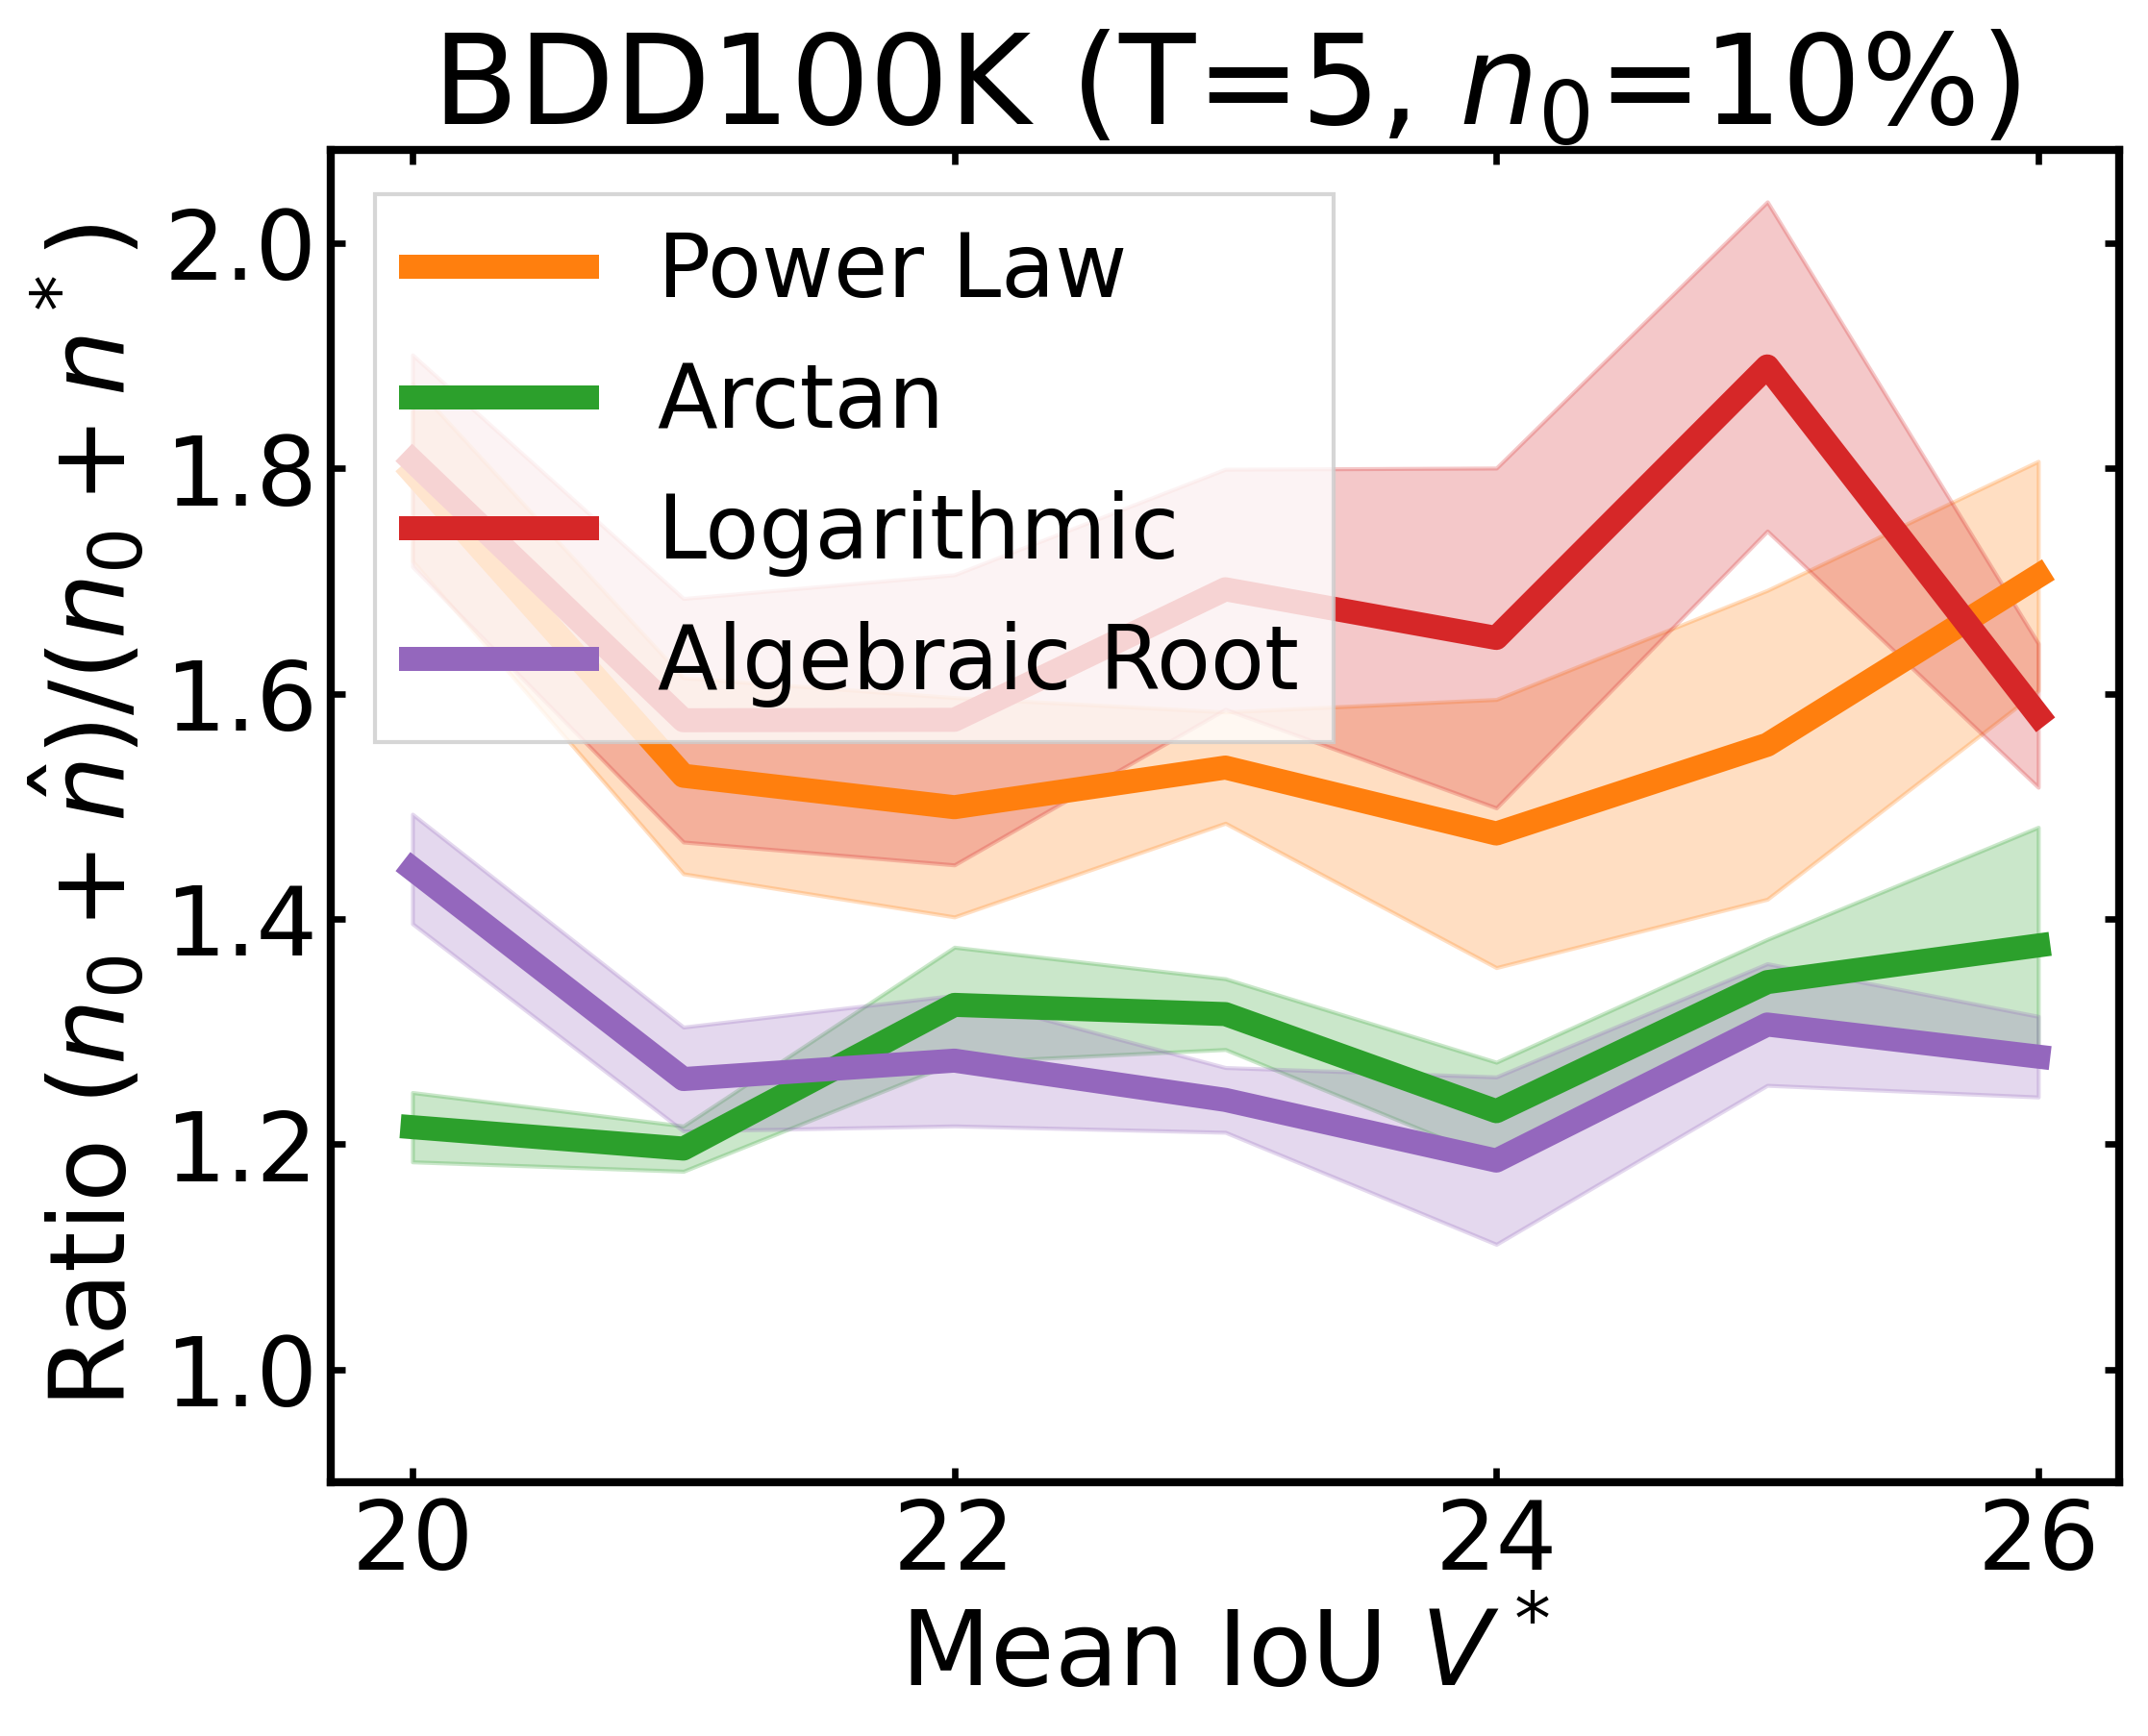 BDD100K (T=5, n₀=10%)
Ratio (n₀ + n̂)/(n₀ + n*)
2.0
1.8
1.6
1.4
1.2
1.0
Power Law
Arctan
Logarithmic
Algebraic Root
20 22 24 26
Mean IoU V*